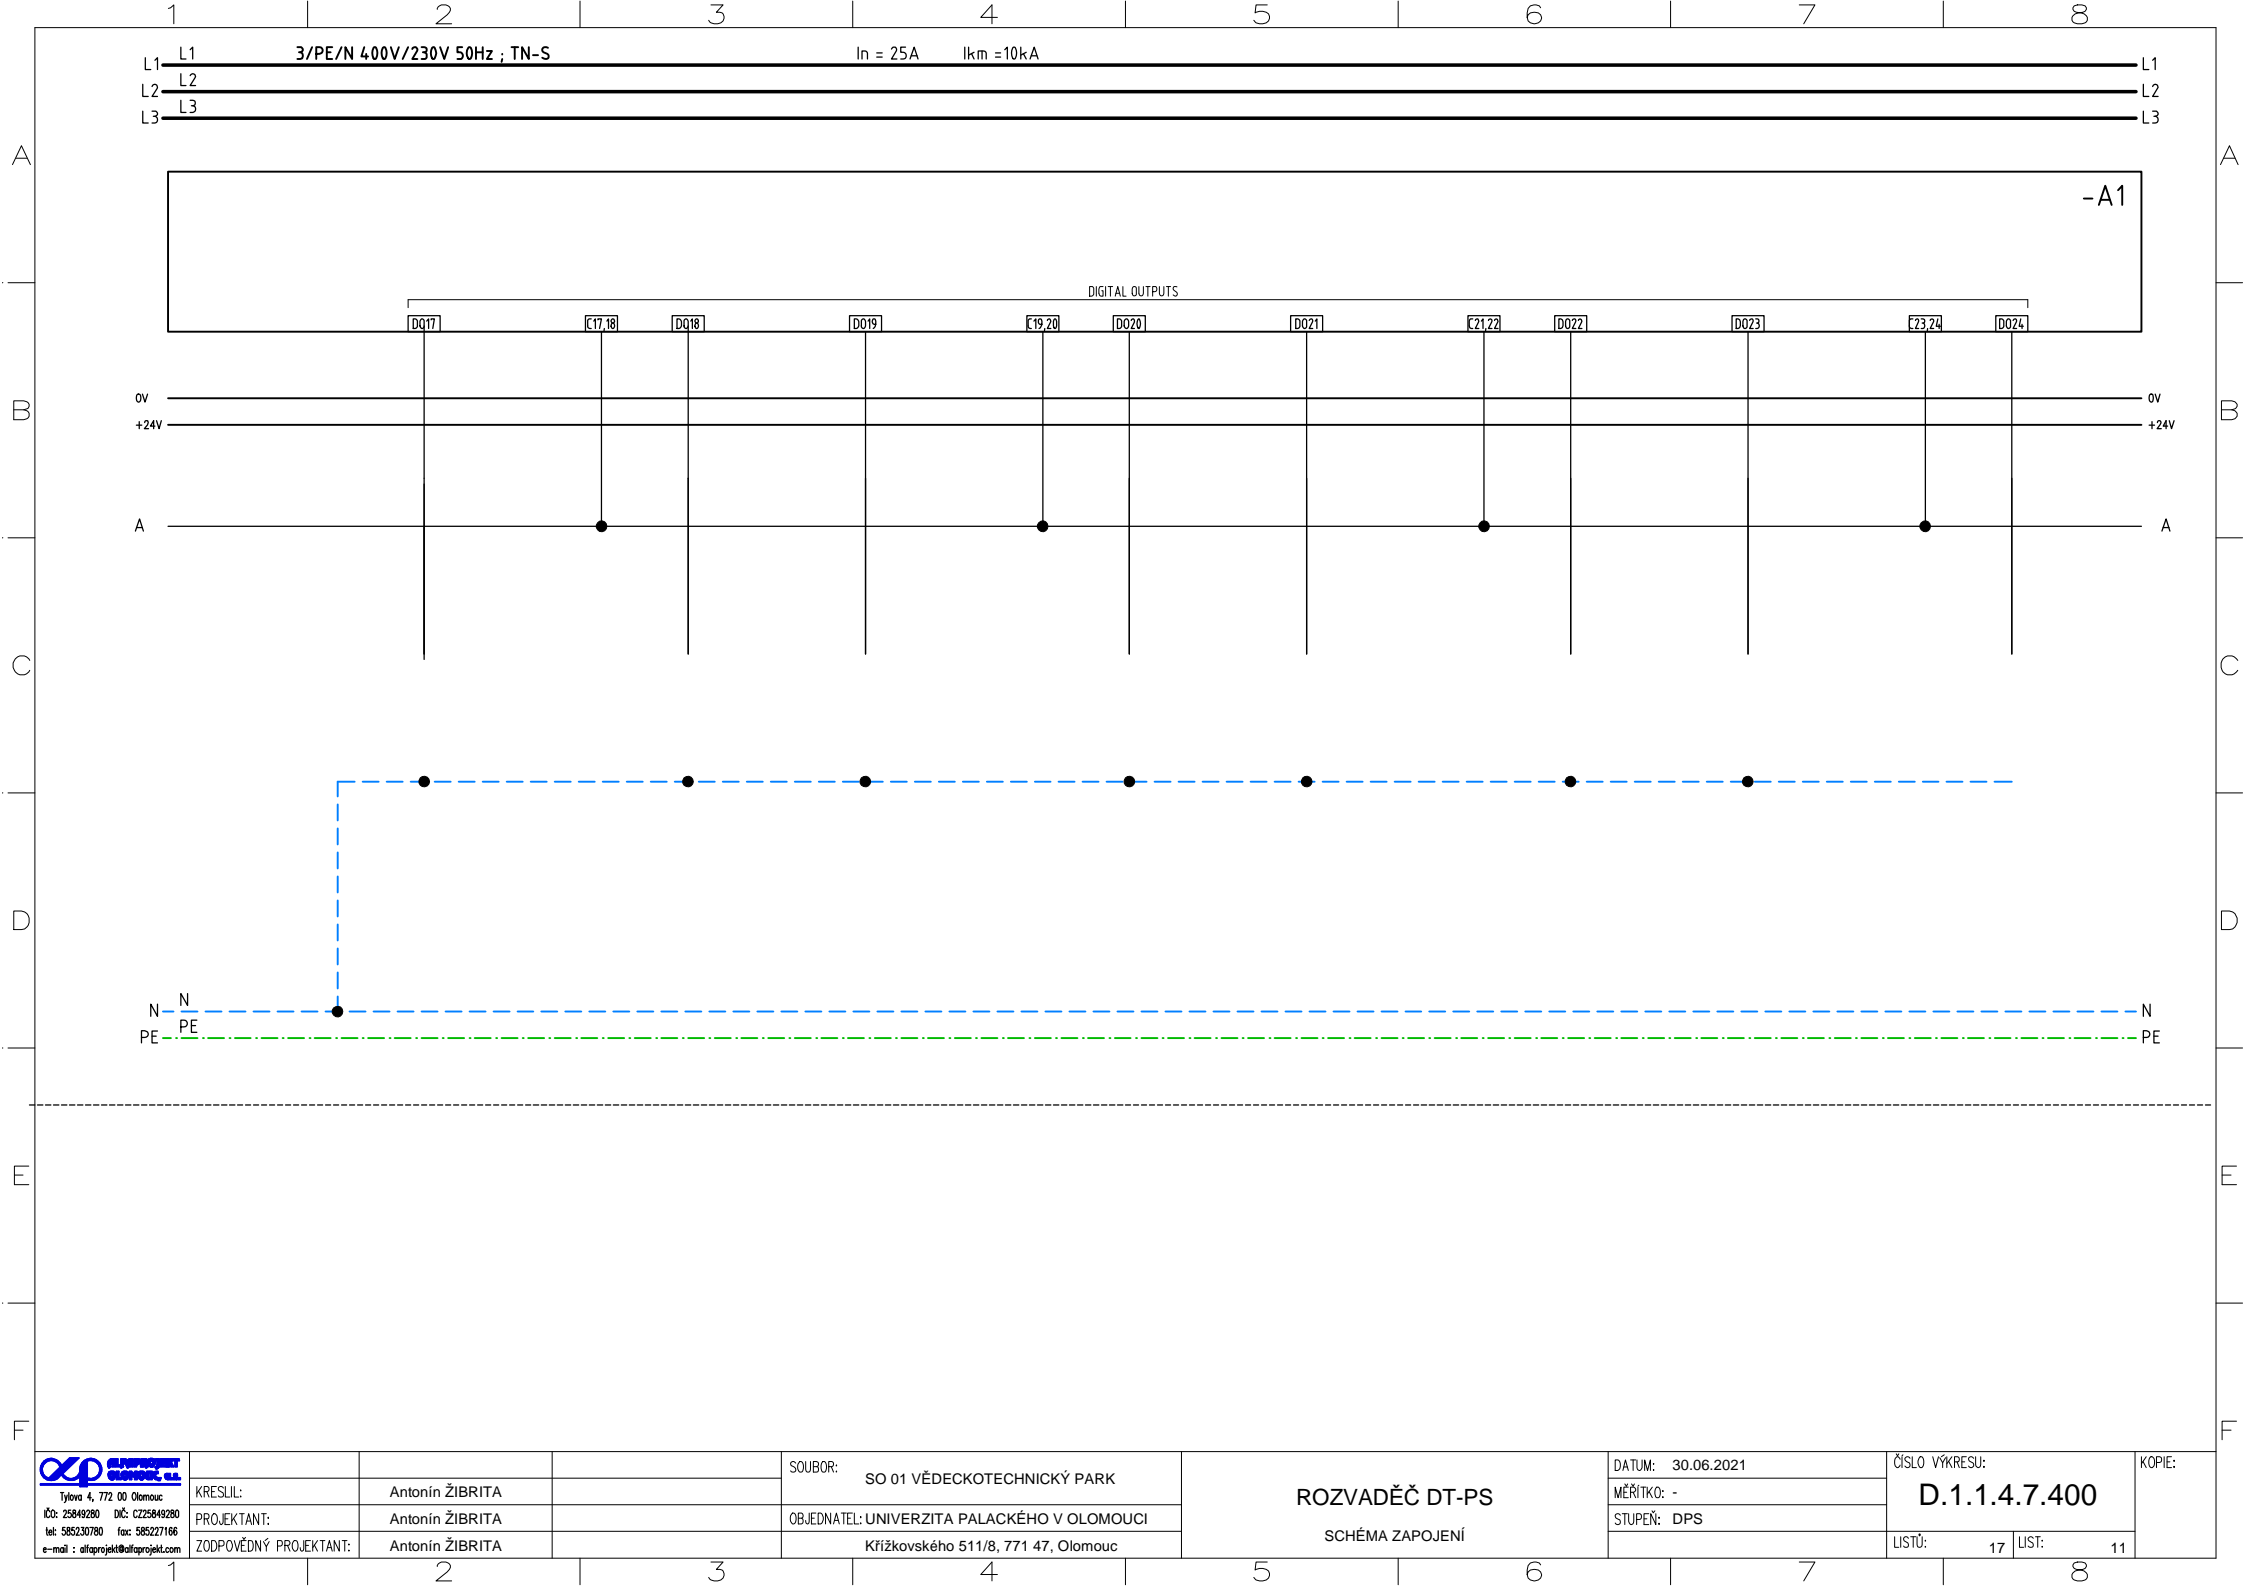 1 2 3 4 5 6 7 8
L1 3/PE/N 400V/230V 50Hz ; TN-S In = 25A Ikm =10kA
L1 L1
L2
L2 L2
L3
L3 L3
A A
-A1
DIGITAL OUTPUTS
DO17 C17,18 DO18 DO19 C19,20 DO20 DO21 C21,22 DO22 DO23 C23,24 DO24
0V 0V
B B
+24V +24V
A A
C C
D D
N
N N
PE
PE PE
E E
F F
ALFAPROJEKT
OLOMOUC, a.s.
Tylova 4, 772 00 Olomouc
IČO: 25849280 DIČ: CZ25849280
tel: 585230780 fax: 585227166
e-mail : alfaprojekt@alfaprojekt.com
KRESLIL: Antonín ŽIBRITA
PROJEKTANT: Antonín ŽIBRITA
ZODPOVĚDNÝ PROJEKTANT: Antonín ŽIBRITA
SOUBOR: SO 01 VĚDECKOTECHNICKÝ PARK
OBJEDNATEL: UNIVERZITA PALACKÉHO V OLOMOUCI
Křížkovského 511/8, 771 47, Olomouc
ROZVADĚČ DT-PS
SCHÉMA ZAPOJENÍ
DATUM: 30.06.2021
MĚŘÍTKO: -
STUPEŇ: DPS
ČÍSLO VÝKRESU:
D.1.1.4.7.400
LISTŮ: 17 LIST: 11
KOPIE:
1 2 3 4 5 6 7 8